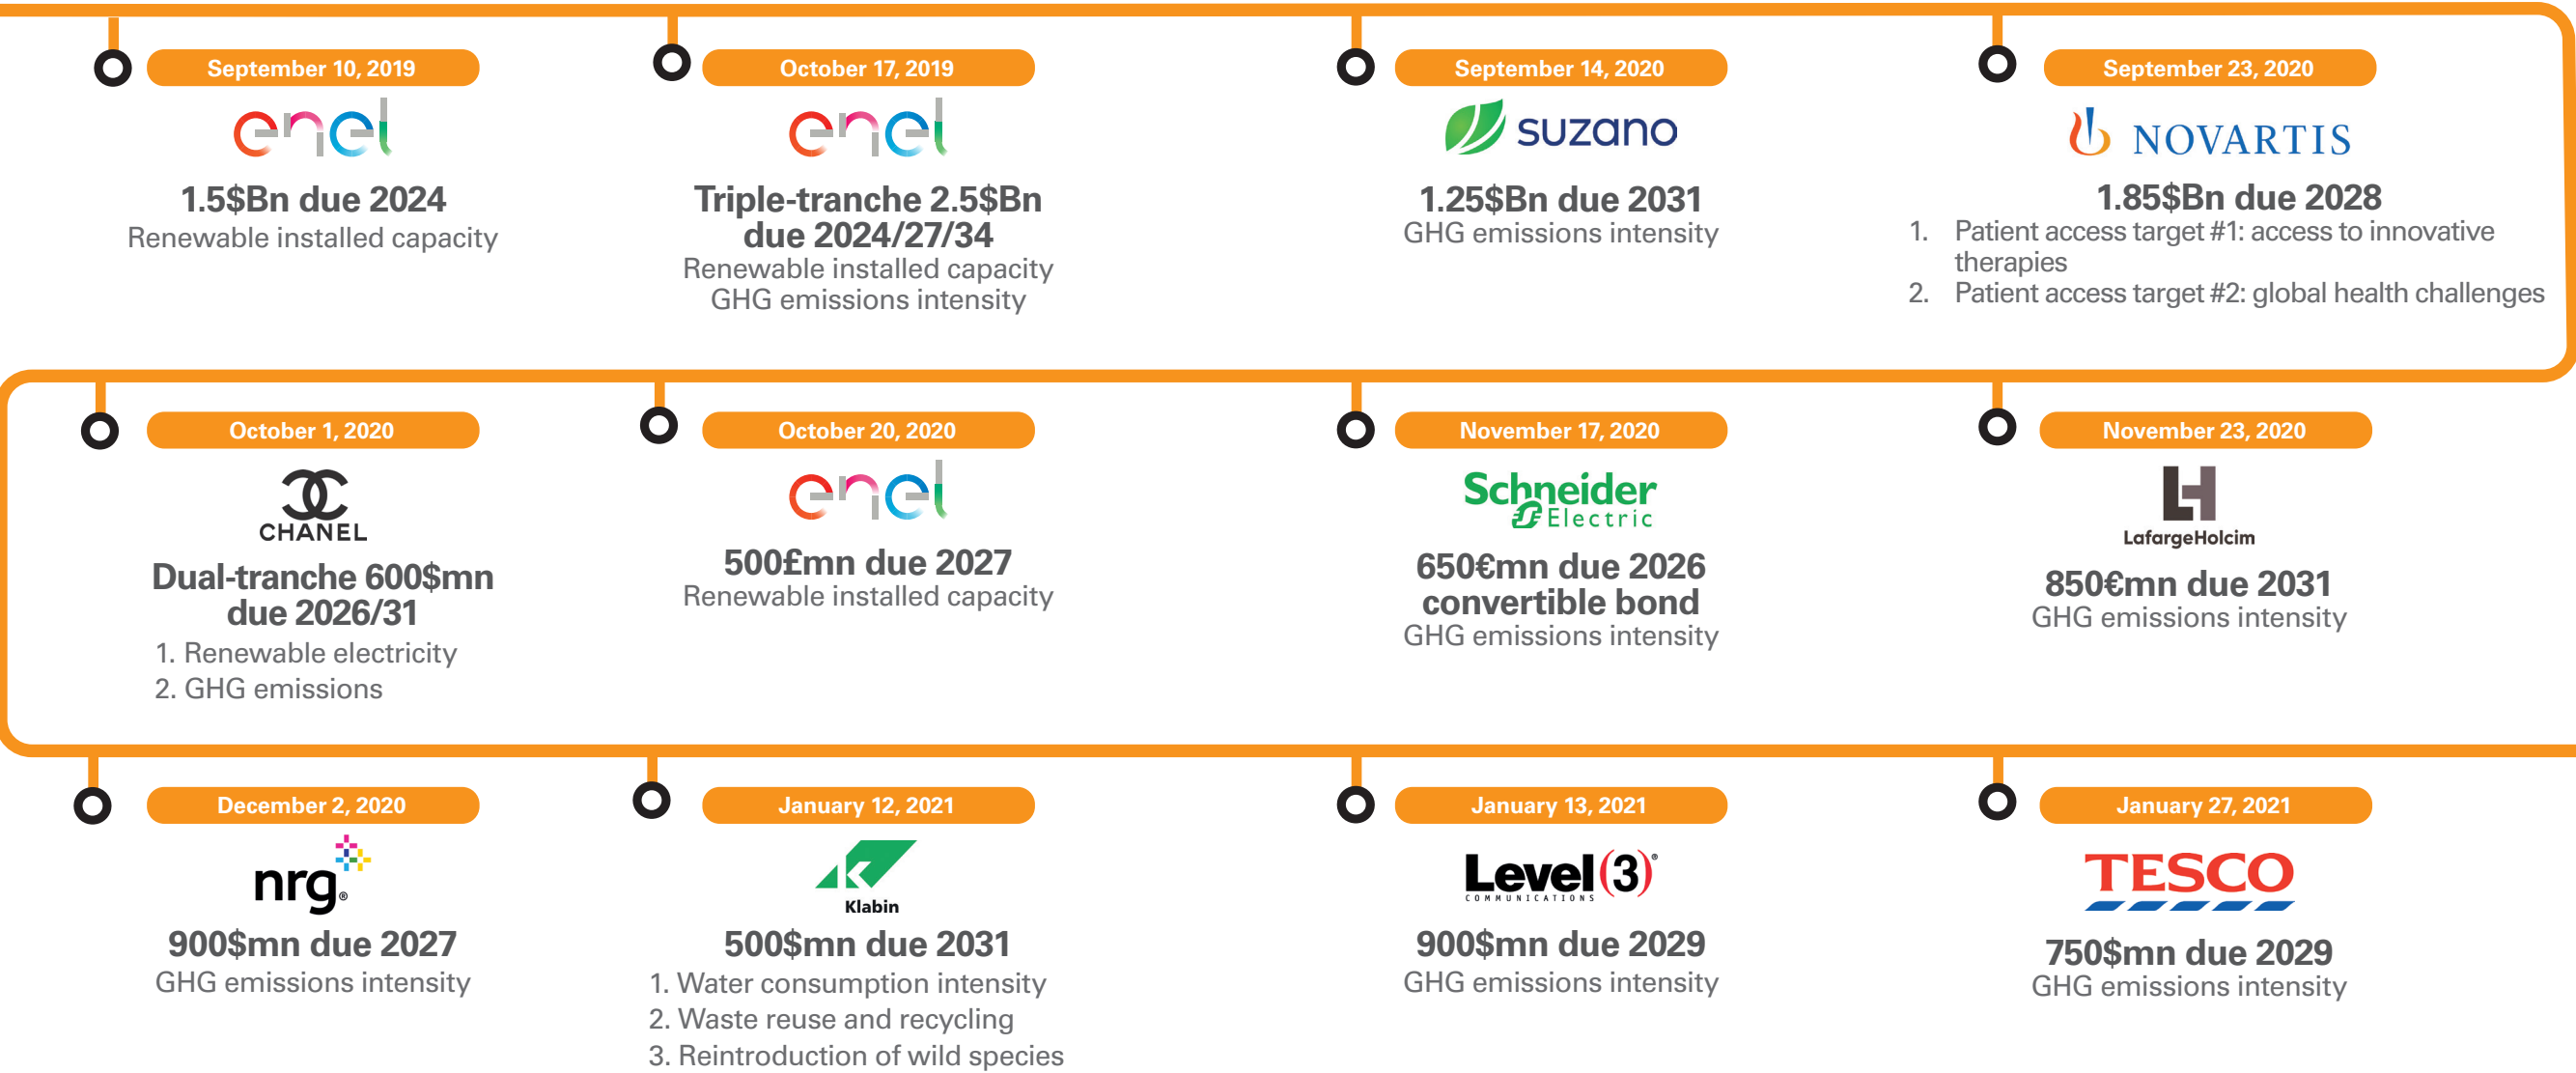 September 10, 2019
enel
1.5$Bn due 2024
Renewable installed capacity
October 17, 2019
enel
Triple-tranche 2.5$Bn
due 2024/27/34
Renewable installed capacity
GHG emissions intensity
September 14, 2020
suzano
1.25$Bn due 2031
GHG emissions intensity
September 23, 2020
NOVARTIS
1.85$Bn due 2028
1. Patient access target #1: access to innovative
therapies
2. Patient access target #2: global health challenges
October 1, 2020
CHANEL
Dual-tranche 600$mn
due 2026/31
1. Renewable electricity
2. GHG emissions
October 20, 2020
enel
500£mn due 2027
Renewable installed capacity
November 17, 2020
Schneider
Electric
650€mn due 2026
convertible bond
GHG emissions intensity
November 23, 2020
LH
LafargeHolcim
850€mn due 2031
GHG emissions intensity
December 2, 2020
nrg®
900$mn due 2027
GHG emissions intensity
January 12, 2021
K
Klabin
500$mn due 2031
1. Water consumption intensity
2. Waste reuse and recycling
3. Reintroduction of wild species
January 13, 2021
Level(3)®
COMMUNICATIONS
900$mn due 2029
GHG emissions intensity
January 27, 2021
TESCO
750$mn due 2029
GHG emissions intensity